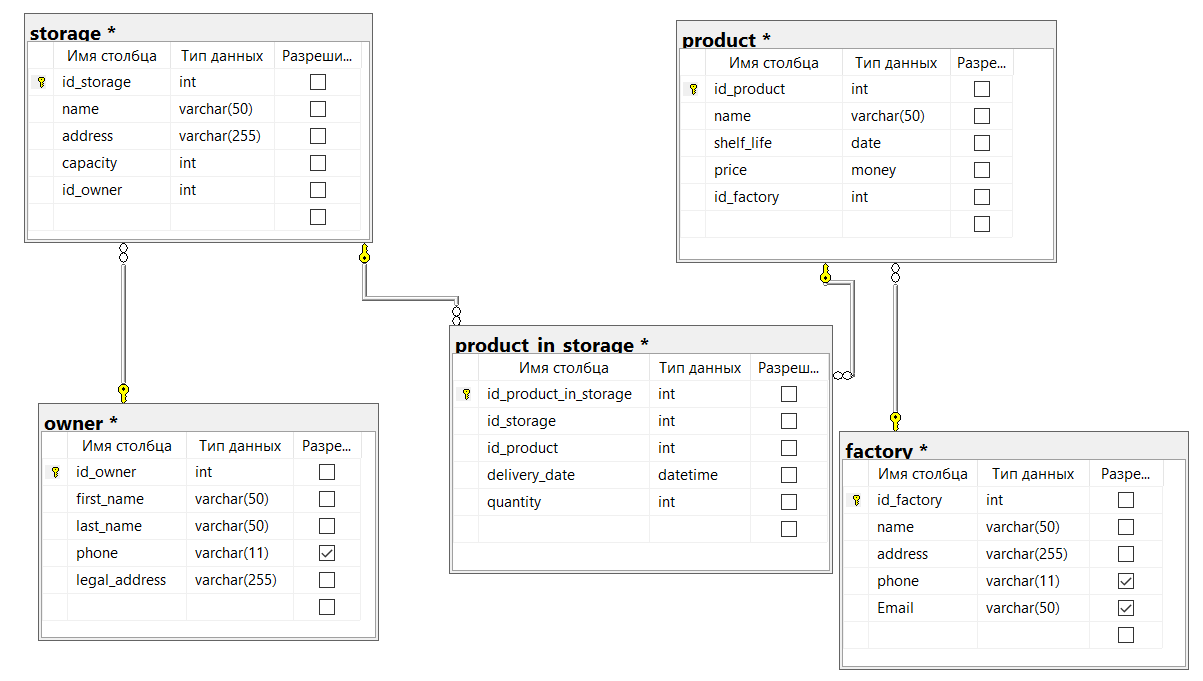 storage *
Имя столбца Тип данных Разреши...
id_storage int
name varchar(50)
address varchar(255)
capacity int
id_owner int
product *
Имя столбца Тип данных Разре...
id_product int
name varchar(50)
shelf_life date
price money
id_factory int
product_in_storage *
Имя столбца Тип данных Разреш...
id_product_in_storage int
id_storage int
id_product int
delivery_date datetime
quantity int
owner *
Имя столбца Тип данных Разре...
id_owner int
first_name varchar(50)
last_name varchar(50)
phone varchar(11)
legal_address varchar(255)
factory *
Имя столбца Тип данных Разре...
id_factory int
name varchar(50)
address varchar(255)
phone varchar(11)
Email varchar(50)